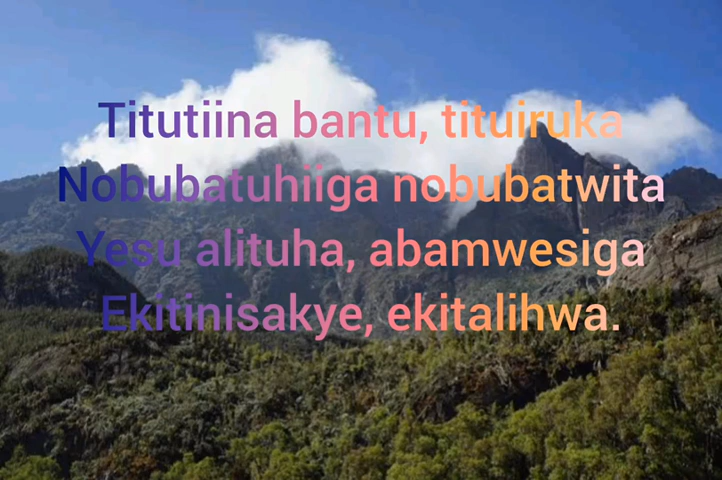 Titutiina bantu, tituiruka
Nobubatuhiiga nobubatwita
Yesu alituha, abamwesiga
Ekitinisakye, ekitalihwa.